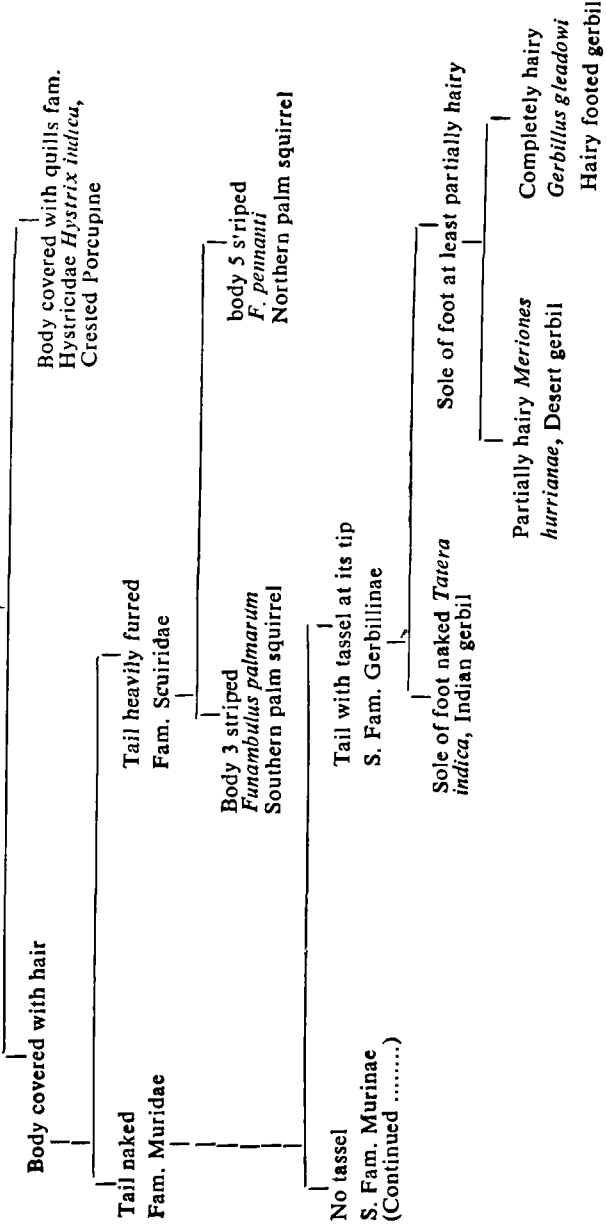 Body covered with hair
Body covered with quills fam.
Hystricidae Hystrix indica,
Crested Porcupine
Tail naked
Fam. Muridae
Tail heavily furred
Fam. Scuiridae
Body 3 striped
Funambulus palmarum
Southern palm squirrel
body 5 s'riped
F. pennanti
Northern palm squirrel
No tassel
S. Fam. Murinae
(Continued ........)
Tail with tassel at its tip
S. Fam. Gerbillinae
Sole of foot naked Tatera
indica, Indian gerbil
Sole of foot at least partially hairy
Partially hairy Meriones
hurrianae, Desert gerbil
Completely hairy
Gerbillus gleadowi
Hairy footed gerbil